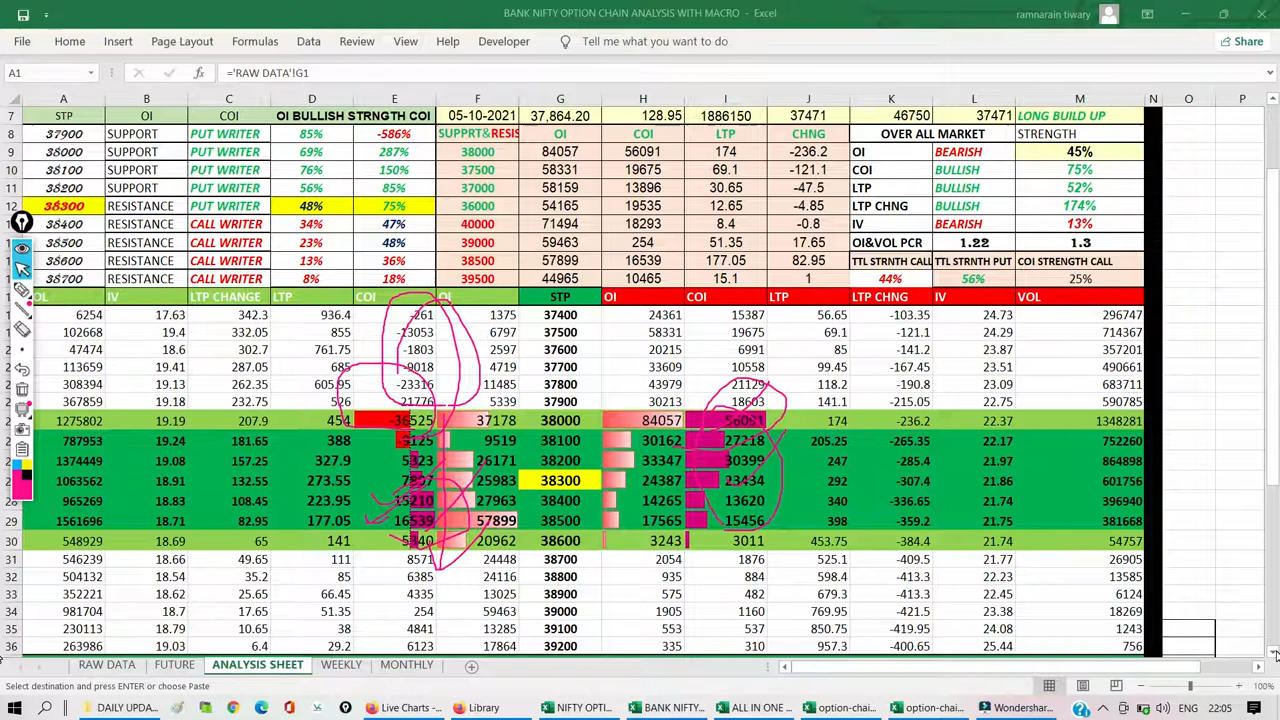 BANK NIFTY OPTION CHAIN ANALYSIS WITH MACRO - Excel ramnarain tiwary
File Home Insert Page Layout Formulas Data Review View Help Developer Tell me what you want to do Share
A1 fx ='RAW DATA'!G1
A B C D E F G H I J K L M N O P
7 STP OI COI OI BULLISH STRNGTH COI 05-10-2021 37,864.20 128.95 1886150 37471 46750 37471 LONG BUILD UP
8 37900 SUPPORT PUT WRITER 85% -586% SUPPRT&RESIS OI COI LTP CHNG OVER ALL MARKET STRENGTH
9 38000 SUPPORT PUT WRITER 69% 287% 38000 84057 56091 174 -236.2 OI BEARISH 45%
10 38100 SUPPORT PUT WRITER 76% 150% 37500 58331 19675 69.1 -121.1 COI BULLISH 75%
11 38200 SUPPORT PUT WRITER 56% 85% 37000 58159 13896 30.65 -47.5 LTP BULLISH 52%
12 38300 RESISTANCE PUT WRITER 48% 75% 36000 54165 19535 12.65 -4.85 LTP CHNG BULLISH 174%
38400 RESISTANCE CALL WRITER 34% 47% 40000 71494 18293 8.4 -0.8 IV BEARISH 13%
38500 RESISTANCE CALL WRITER 23% 48% 39000 59463 254 51.35 17.65 OI&VOL PCR 1.22 1.3
38600 RESISTANCE CALL WRITER 13% 36% 38500 57899 16539 177.05 82.95 TTL STRNTH CALL TTL STRNTH PUT COI STRENGTH CALL
38700 RESISTANCE CALL WRITER 8% 18% 39500 44965 10465 15.1 1 44% 56% 25%
OL IV LTP CHANGE LTP COI OI STP OI COI LTP LTP CHNG IV VOL
6254 17.63 342.3 936.4 -261 1375 37400 24361 15387 56.65 -103.35 24.73 296747
102668 19.4 332.05 855 -13053 6797 37500 58331 19675 69.1 -121.1 24.29 714367
47474 18.6 302.7 761.75 -1803 2597 37600 20215 6991 85 -141.2 23.87 357201
113659 19.41 287.05 685 -9018 4719 37700 33609 10558 99.45 -167.45 23.51 490661
308394 19.13 262.35 605.95 -23316 11485 37800 43979 21129 118.2 -190.8 23.09 683711
367859 19.18 232.75 526 -21776 5339 37900 30213 18603 141.1 -215.05 22.75 590785
1275802 19.19 207.9 454 -36525 37178 38000 84057 56091 174 -236.2 22.37 1348281
787953 19.24 181.65 388 9519 38100 30162 27218 205.25 -265.35 22.17 752260
1374449 19.08 157.25 327.9 5323 26171 38200 33347 30399 247 -285.4 21.97 864898
1063562 18.91 132.55 273.55 25983 38300 24387 23434 292 -307.4 21.86 601756
28 965269 18.83 108.45 223.95 15210 27963 38400 14265 13620 340 -336.65 21.74 396940
29 1561696 18.71 82.95 177.05 16539 57899 38500 17565 15456 398 -359.2 21.75 381668
30 548929 18.69 65 141 5340 20962 38600 3243 3011 453.75 -384.4 21.74 54757
31 546239 18.66 49.65 111 8571 24448 38700 2054 1876 525.1 -409.5 21.77 26905
32 504132 18.54 35.2 85 6385 24116 38800 935 884 598.4 -413.3 22.23 13585
33 352221 18.62 25.65 66.45 4335 13025 38900 575 482 679.3 -433.3 22.65 6124
34 981704 18.7 17.65 51.35 254 59463 39000 1905 1160 769.95 -421.5 23.38 18269
35 230113 18.79 10.65 38 4841 13285 39100 553 537 850.75 -419.95 24.08 1243
36 263986 19.03 6.4 29.2 6123 17864 39200 335 310 957.3 -400.65 25.44 756
RAW DATA FUTURE ANALYSIS SHEET WEEKLY MONTHLY
Select destination and press ENTER or choose Paste 100%
DAILY UPDA... Live Charts -... Library NIFTY OPTI... BANK NIFTY... ALL IN ONE ... option-chai... option-chai... Wondershar... ENG 22:05